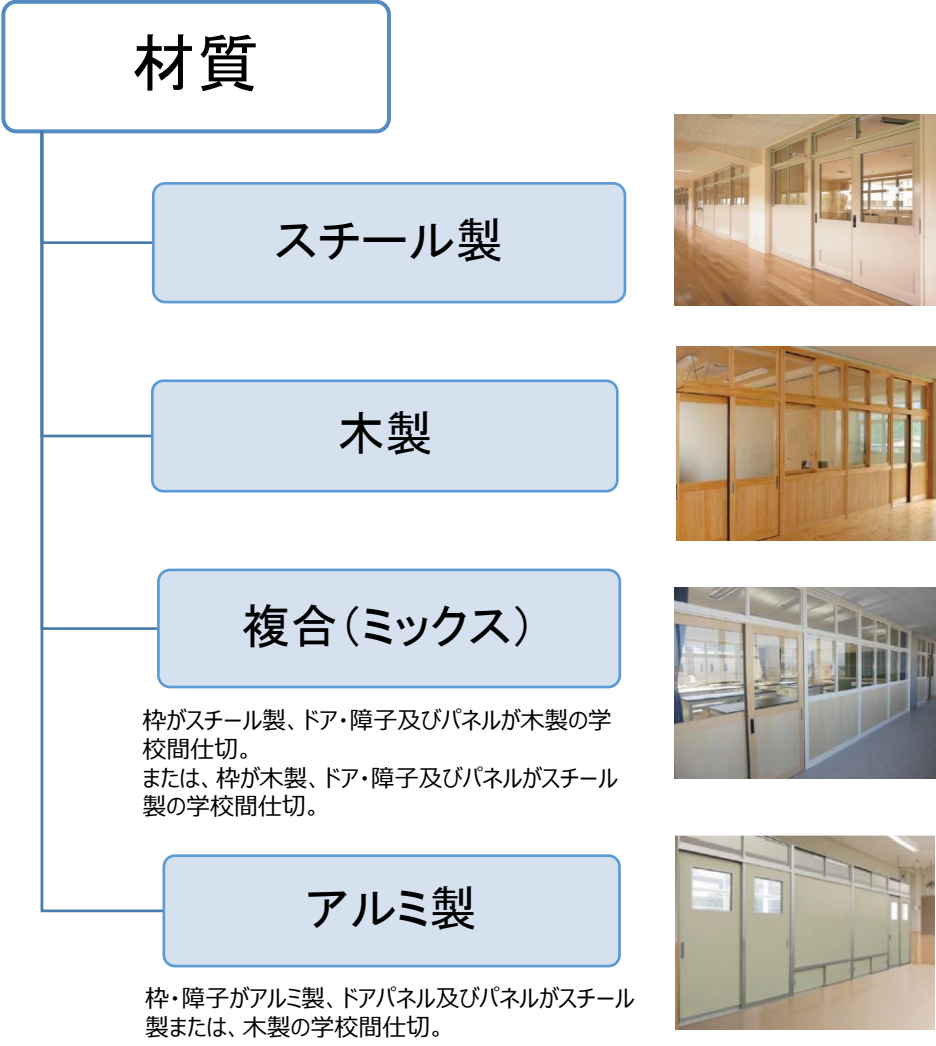 材質
スチール製
木製
複合（ミックス）
枠がスチール製、ドア・障子及びパネルが木製の学
校間仕切。
または、枠が木製、ドア・障子及びパネルがスチール
製の学校間仕切。
アルミ製
枠・障子がアルミ製、ドアパネル及びパネルがスチール
製または、木製の学校間仕切。